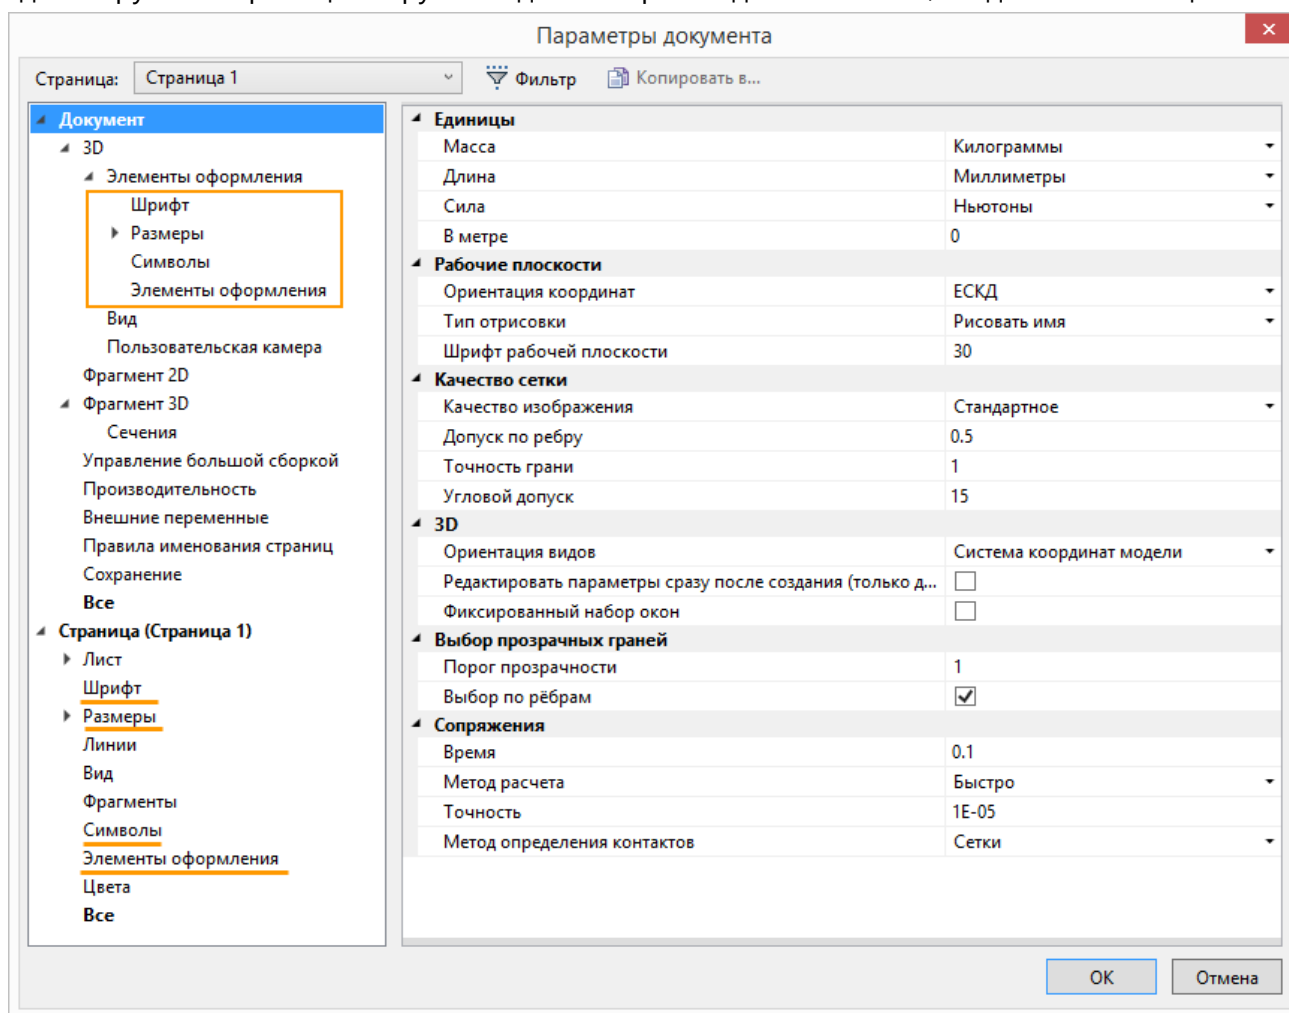 Параметры документа
Страница: Страница 1 Фильтр Копировать в...
Документ
3D
Элементы оформления
Шрифт
Размеры
Символы
Элементы оформления
Вид
Пользовательская камера
Фрагмент 2D
Фрагмент 3D
Сечения
Управление большой сборкой
Производительность
Внешние переменные
Правила именования страниц
Сохранение
Все
Страница (Страница 1)
Лист
Шрифт
Размеры
Линии
Вид
Фрагменты
Символы
Элементы оформления
Цвета
Все
Единицы
Масса Килограммы
Длина Миллиметры
Сила Ньютоны
В метре 0
Рабочие плоскости
Ориентация координат ЕСКД
Тип отрисовки Рисовать имя
Шрифт рабочей плоскости 30
Качество сетки
Качество изображения Стандартное
Допуск по ребру 0.5
Точность грани 1
Угловой допуск 15
3D
Ориентация видов Система координат модели
Редактировать параметры сразу после создания (только д...
Фиксированный набор окон
Выбор прозрачных граней
Порог прозрачности 1
Выбор по рёбрам
Сопряжения
Время 0.1
Метод расчета Быстро
Точность 1E-05
Метод определения контактов Сетки
ОК Отмена